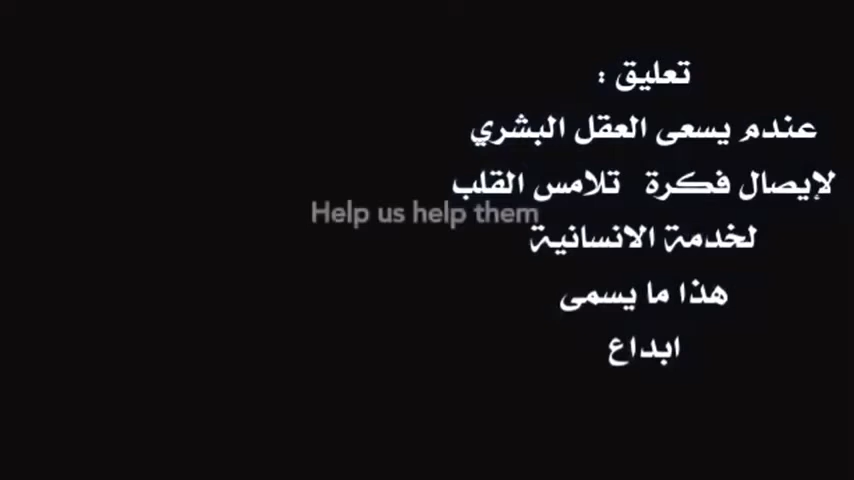 تعليق :
عندم يسعى العقل البشري
لإيصال فكرة تلامس القلب
Help us help them
لخدمة الانسانية
هذا ما يسمى
ابداع